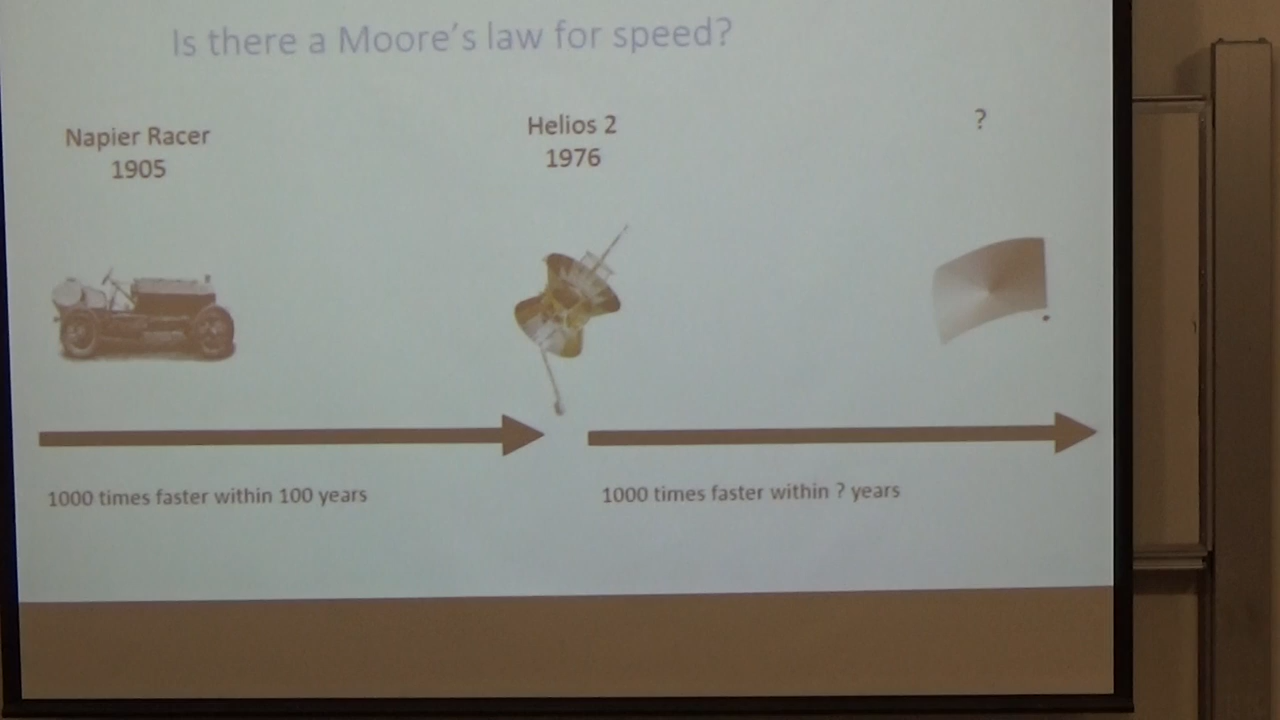 Is there a Moore's law for speed?
Napier Racer
1905
Helios 2
1976
?
1000 times faster within 100 years
1000 times faster within ? years